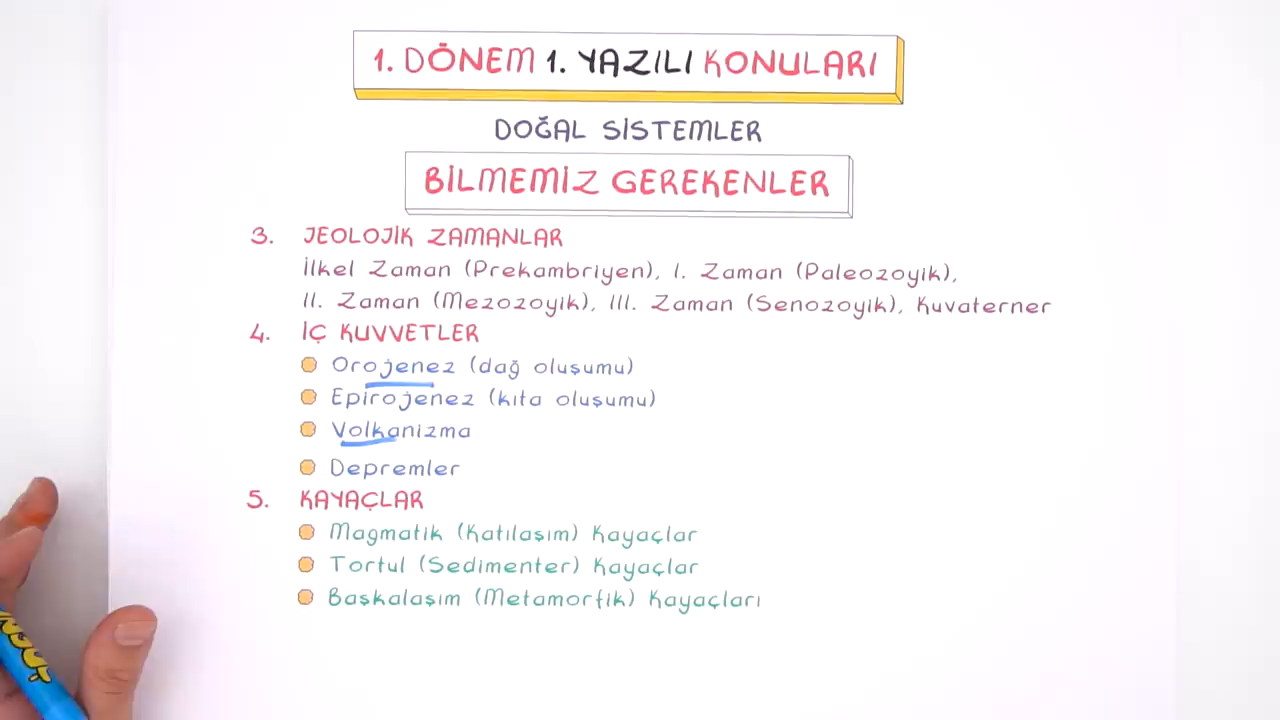 1. DÖNEM 1. YAZILI KONULARI
DOĞAL SİSTEMLER
BİLMEMİZ GEREKENLER
3. JEOLOJİK ZAMANLAR
İlkel Zaman (Prekambriyen), I. Zaman (Paleozoyik),
II. Zaman (Mezozoyik), III. Zaman (Senozoyik), Kuvaterner
4. İÇ KUVVETLER
Orojenez (dağ oluşumu)
Epirojenez (kıta oluşumu)
Volkanizma
Depremler
5. KAYAÇLAR
Magmatik (Katılaşım) Kayaçlar
Tortul (Sedimenter) Kayaçlar
Başkalaşım (Metamorfik) Kayaçları